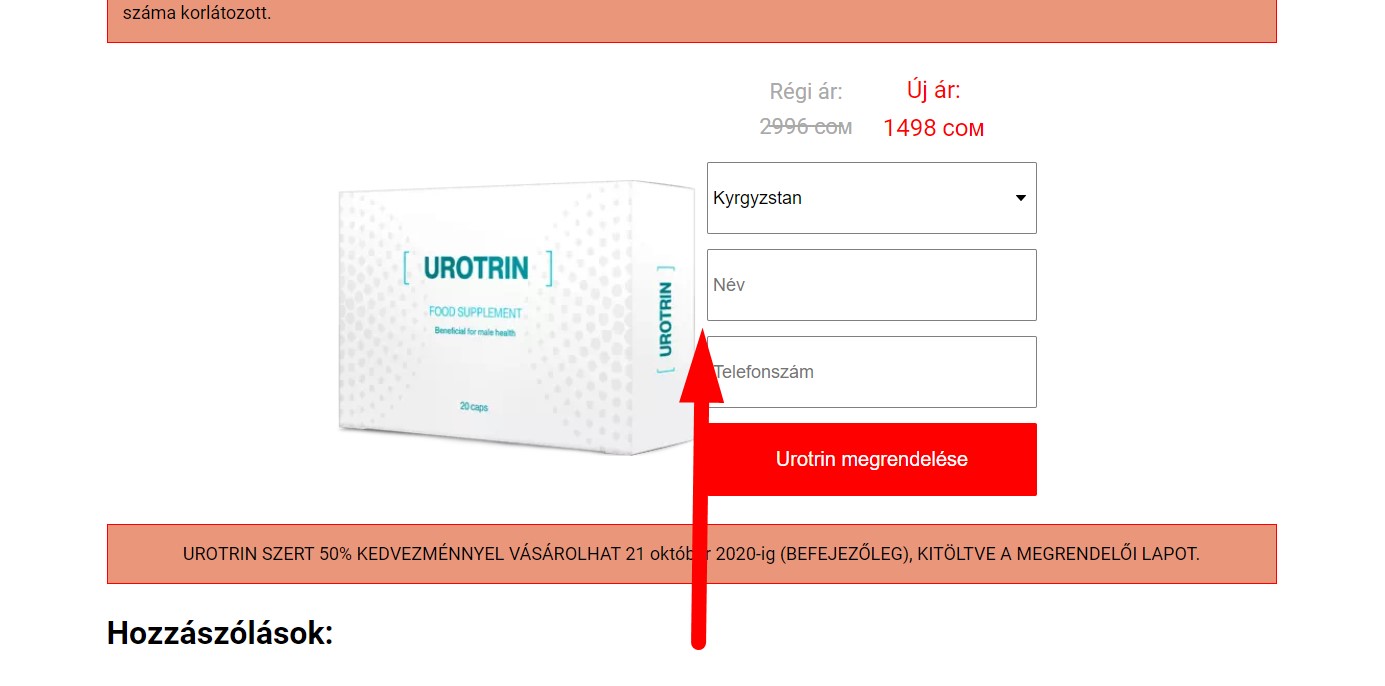 száma korlátozott.
Régi ár:
Új ár:
2996 сом
1498 сом
Kyrgyzstan
[ UROTRIN ]
FOOD SUPPLEMENT
Beneficial for male health
20 caps
[ UROTRIN ]
Név
Telefonszám
Urotrin megrendelése
UROTRIN SZERT 50% KEDVEZMÉNNYEL VÁSÁROLHAT 21 október 2020-ig (BEFEJEZŐLEG), KITÖLTVE A MEGRENDELŐI LAPOT.
Hozzászólások: